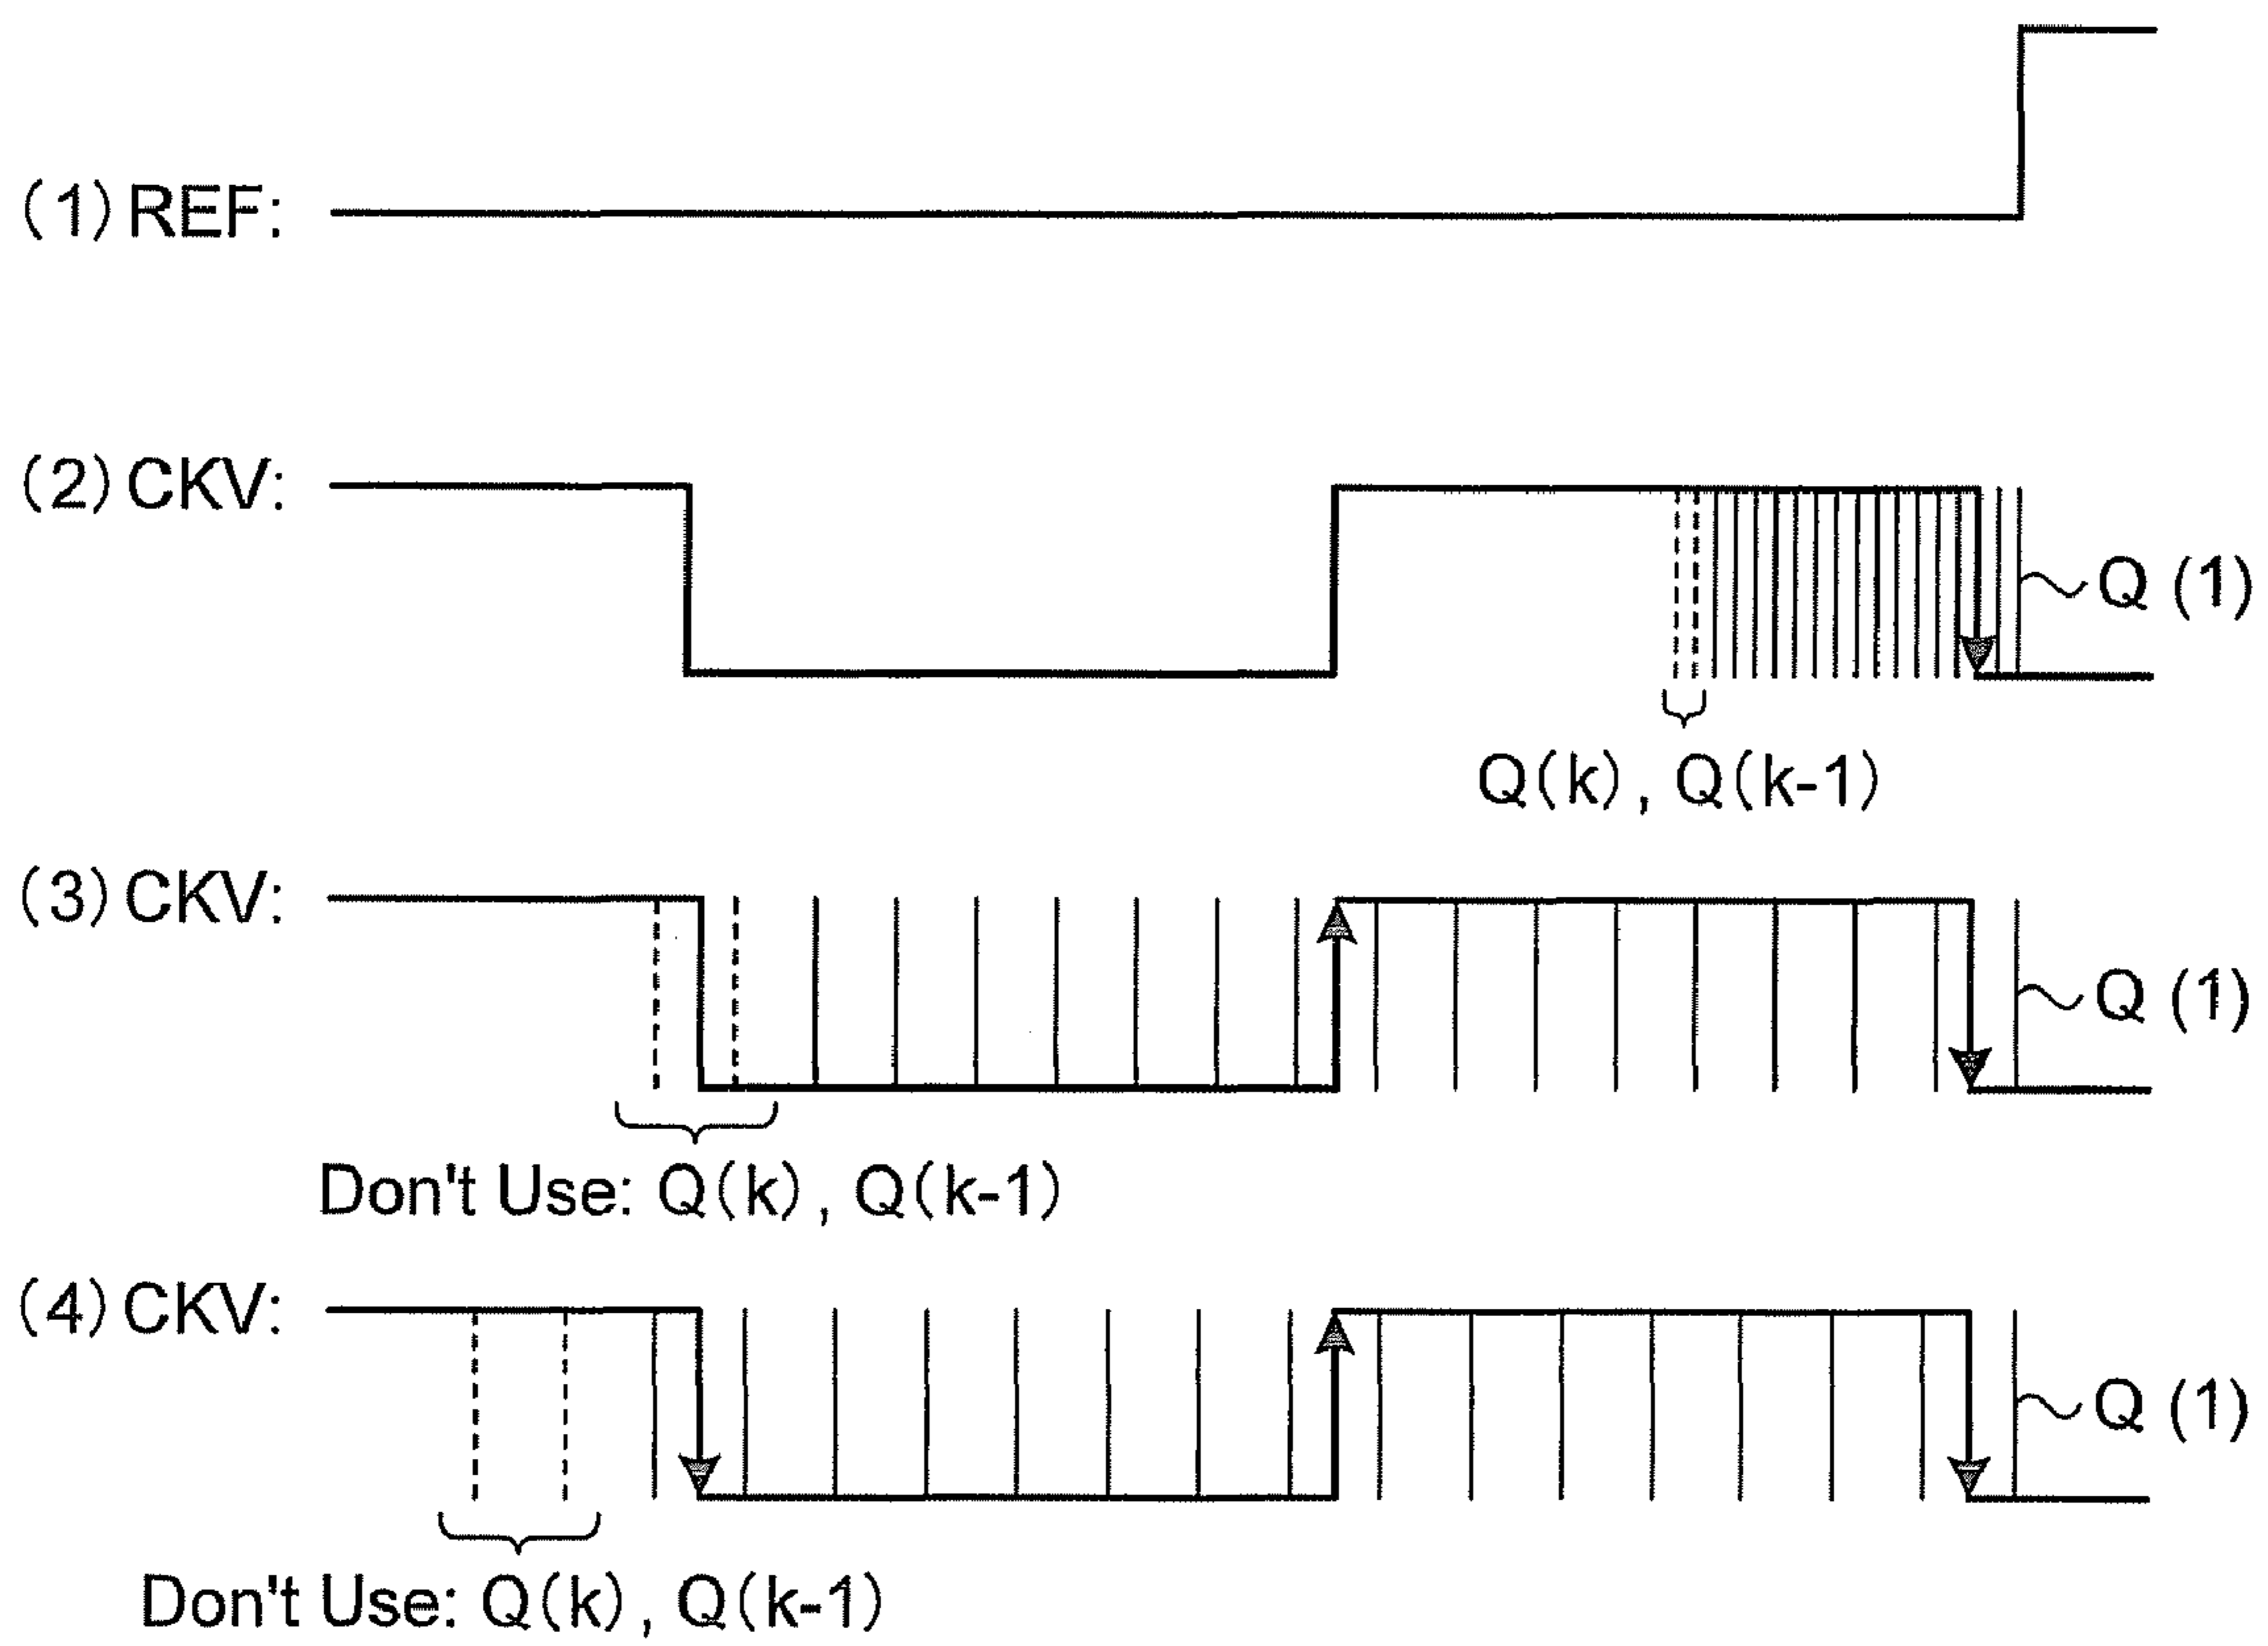 (1) REF:
(2) CKV:
Q (1)
Q(k), Q(k-1)
(3) CKV:
Q (1)
Don't Use: Q(k), Q(k-1)
(4) CKV:
Q (1)
Don't Use: Q(k), Q(k-1)